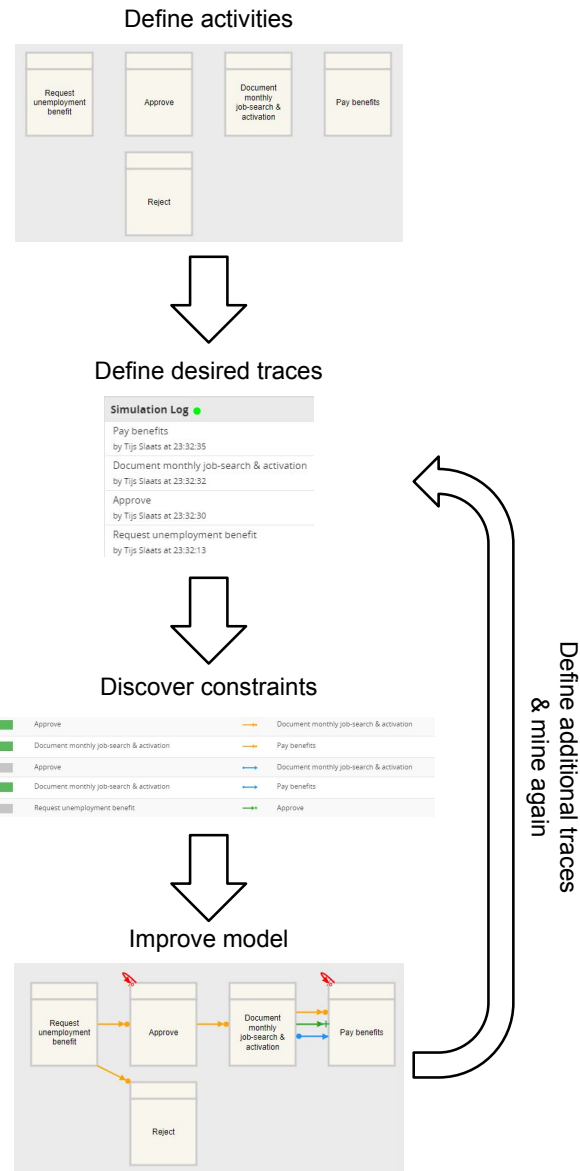 Define activities
Request
unemployment
benefit
Approve
Document
monthly
job-search &
activation
Pay benefits
Reject
Define desired traces
Simulation Log
Pay benefits
by Tijs Slaats at 23:32:35
Document monthly job-search & activation
by Tijs Slaats at 23:32:32
Approve
by Tijs Slaats at 23:32:30
Request unemployment benefit
by Tijs Slaats at 23:32:13
Discover constraints
Approve Document monthly job-search & activation
Document monthly job-search & activation Pay benefits
Approve Document monthly job-search & activation
Document monthly job-search & activation Pay benefits
Request unemployment benefit Approve
Improve model
Request
unemployment
benefit
Approve
Document
monthly
job-search &
activation
Pay benefits
Reject
Define additional traces
& mine again